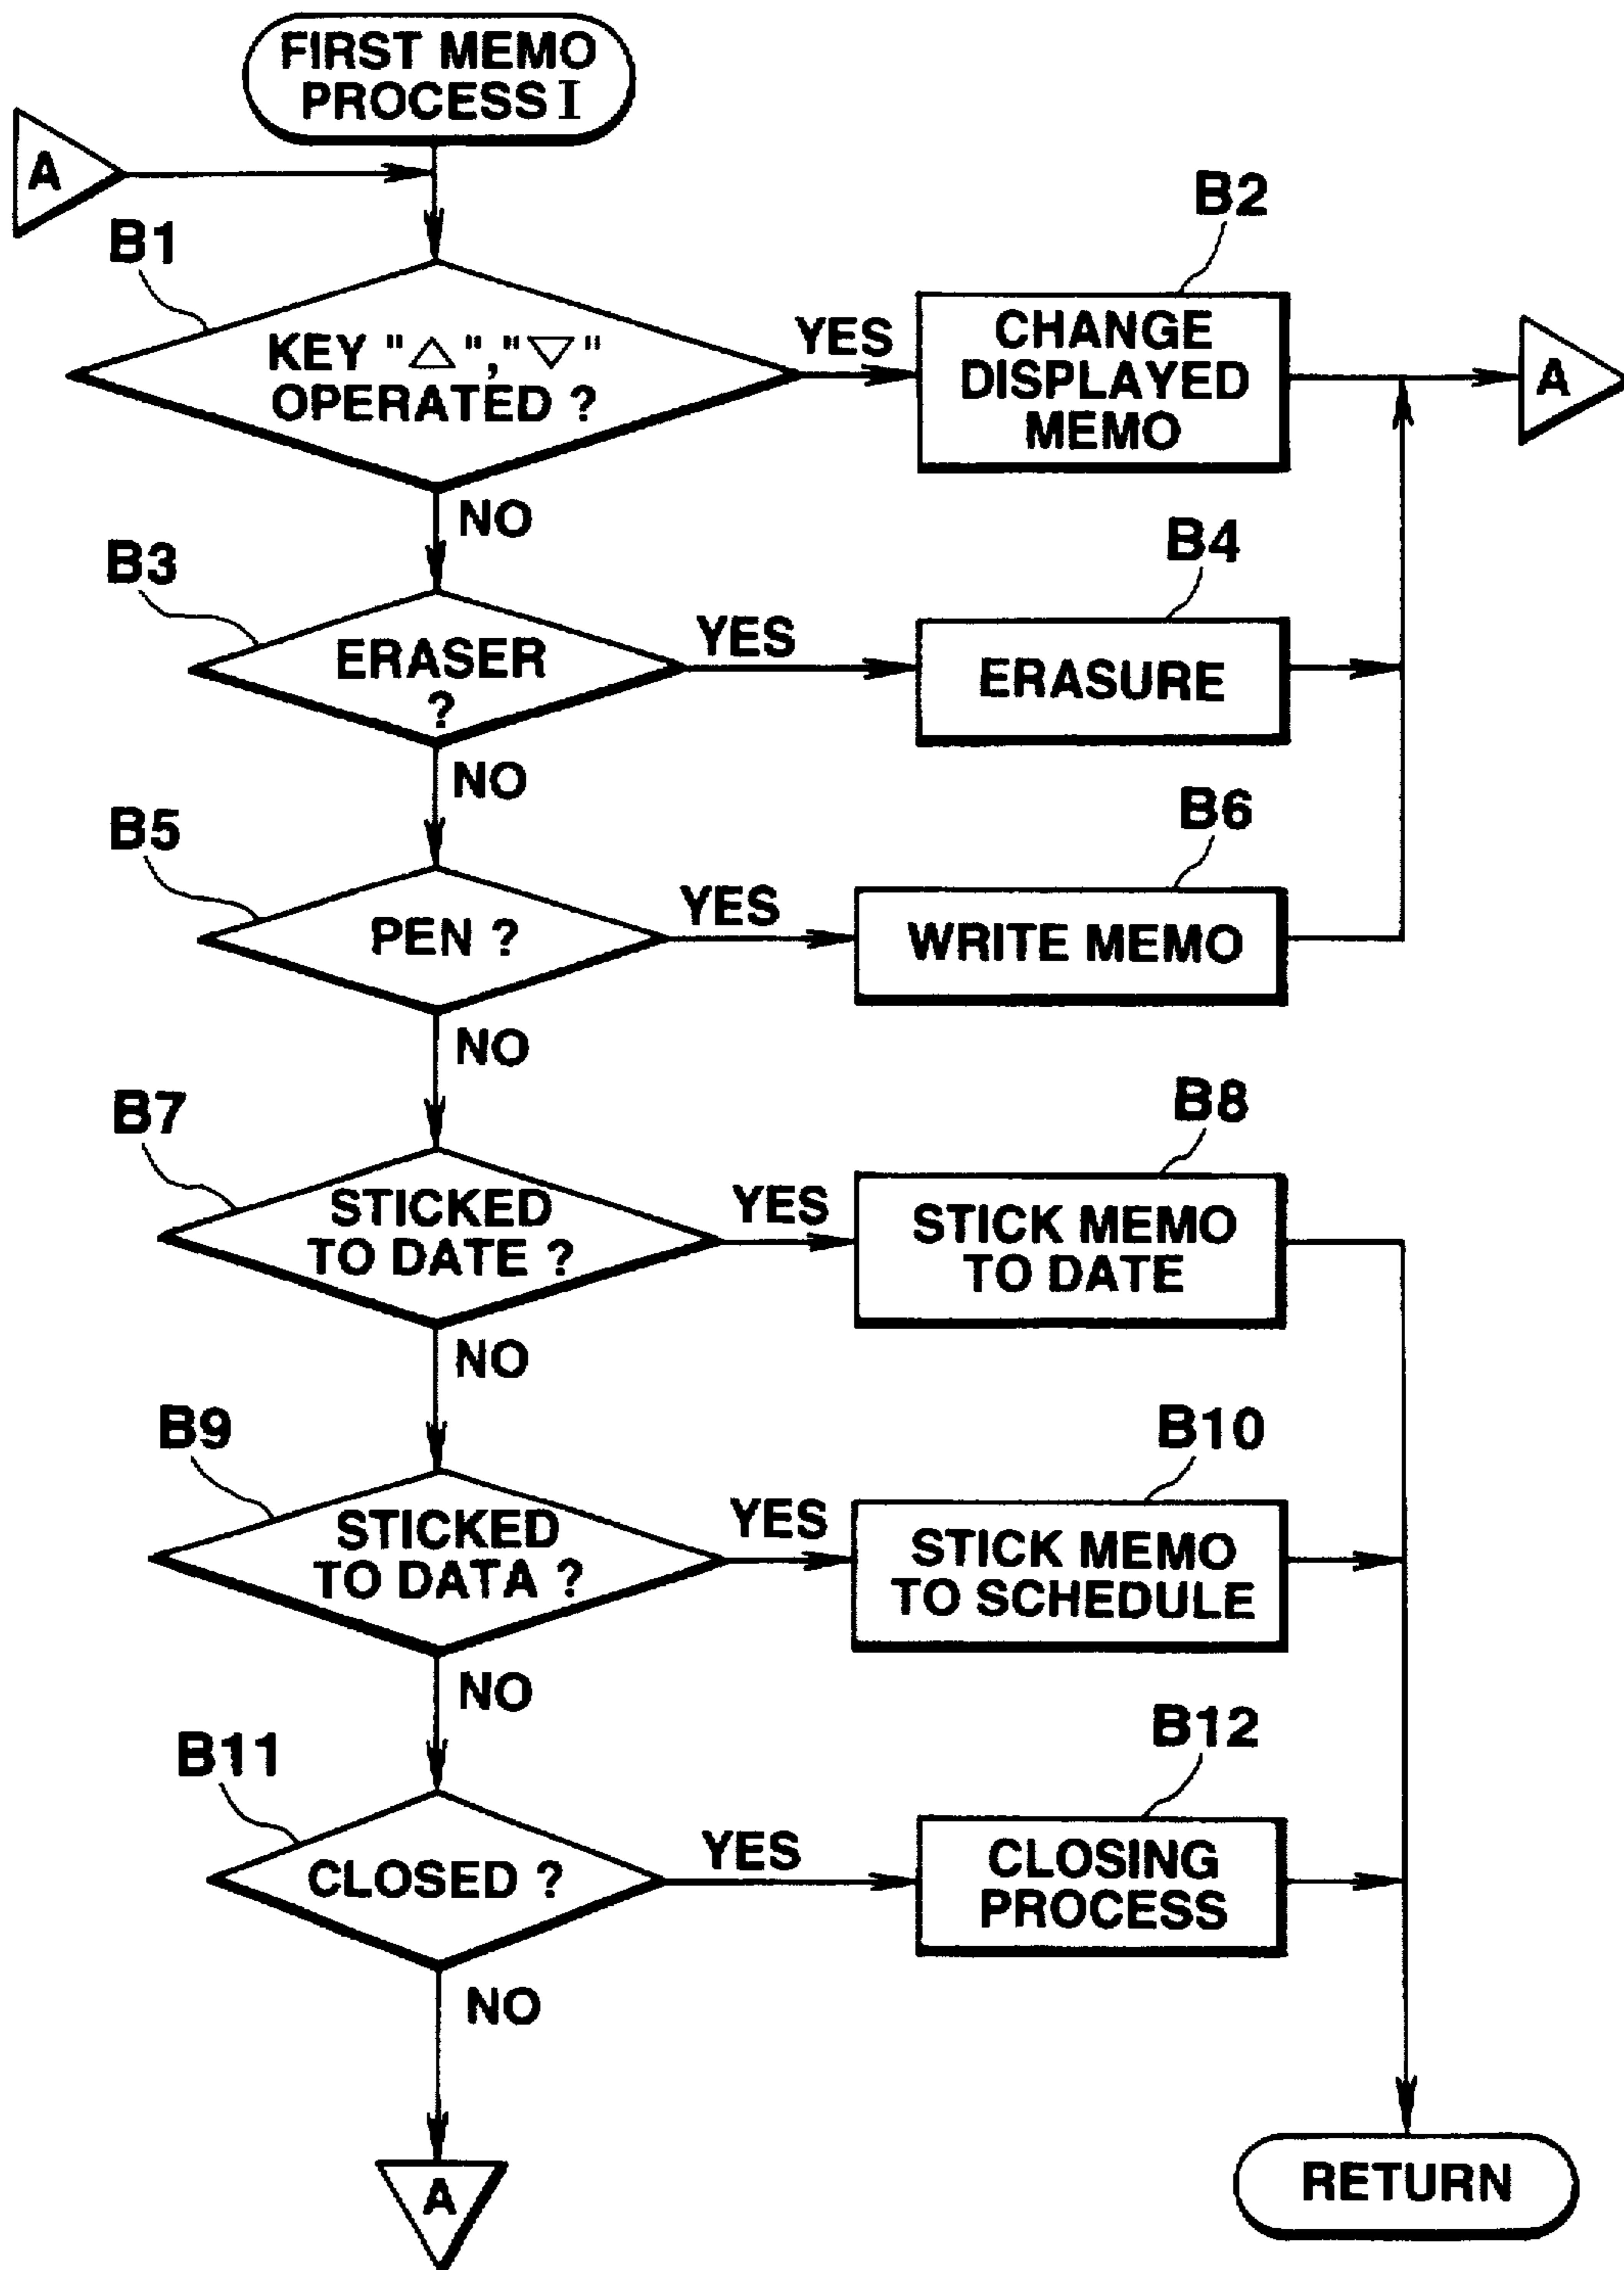 FIRST MEMO
PROCESS I
A
B1
B2
KEY "△","▽"
OPERATED ?
YES
CHANGE
DISPLAYED
MEMO
A
NO
B3
B4
ERASER
?
YES
ERASURE
NO
B5
B6
PEN ?
YES
WRITE MEMO
NO
B7
B8
STICKED
TO DATE ?
YES
STICK MEMO
TO DATE
NO
B9
B10
STICKED
TO DATA ?
YES
STICK MEMO
TO SCHEDULE
NO
B11
B12
CLOSED ?
YES
CLOSING
PROCESS
NO
A
RETURN